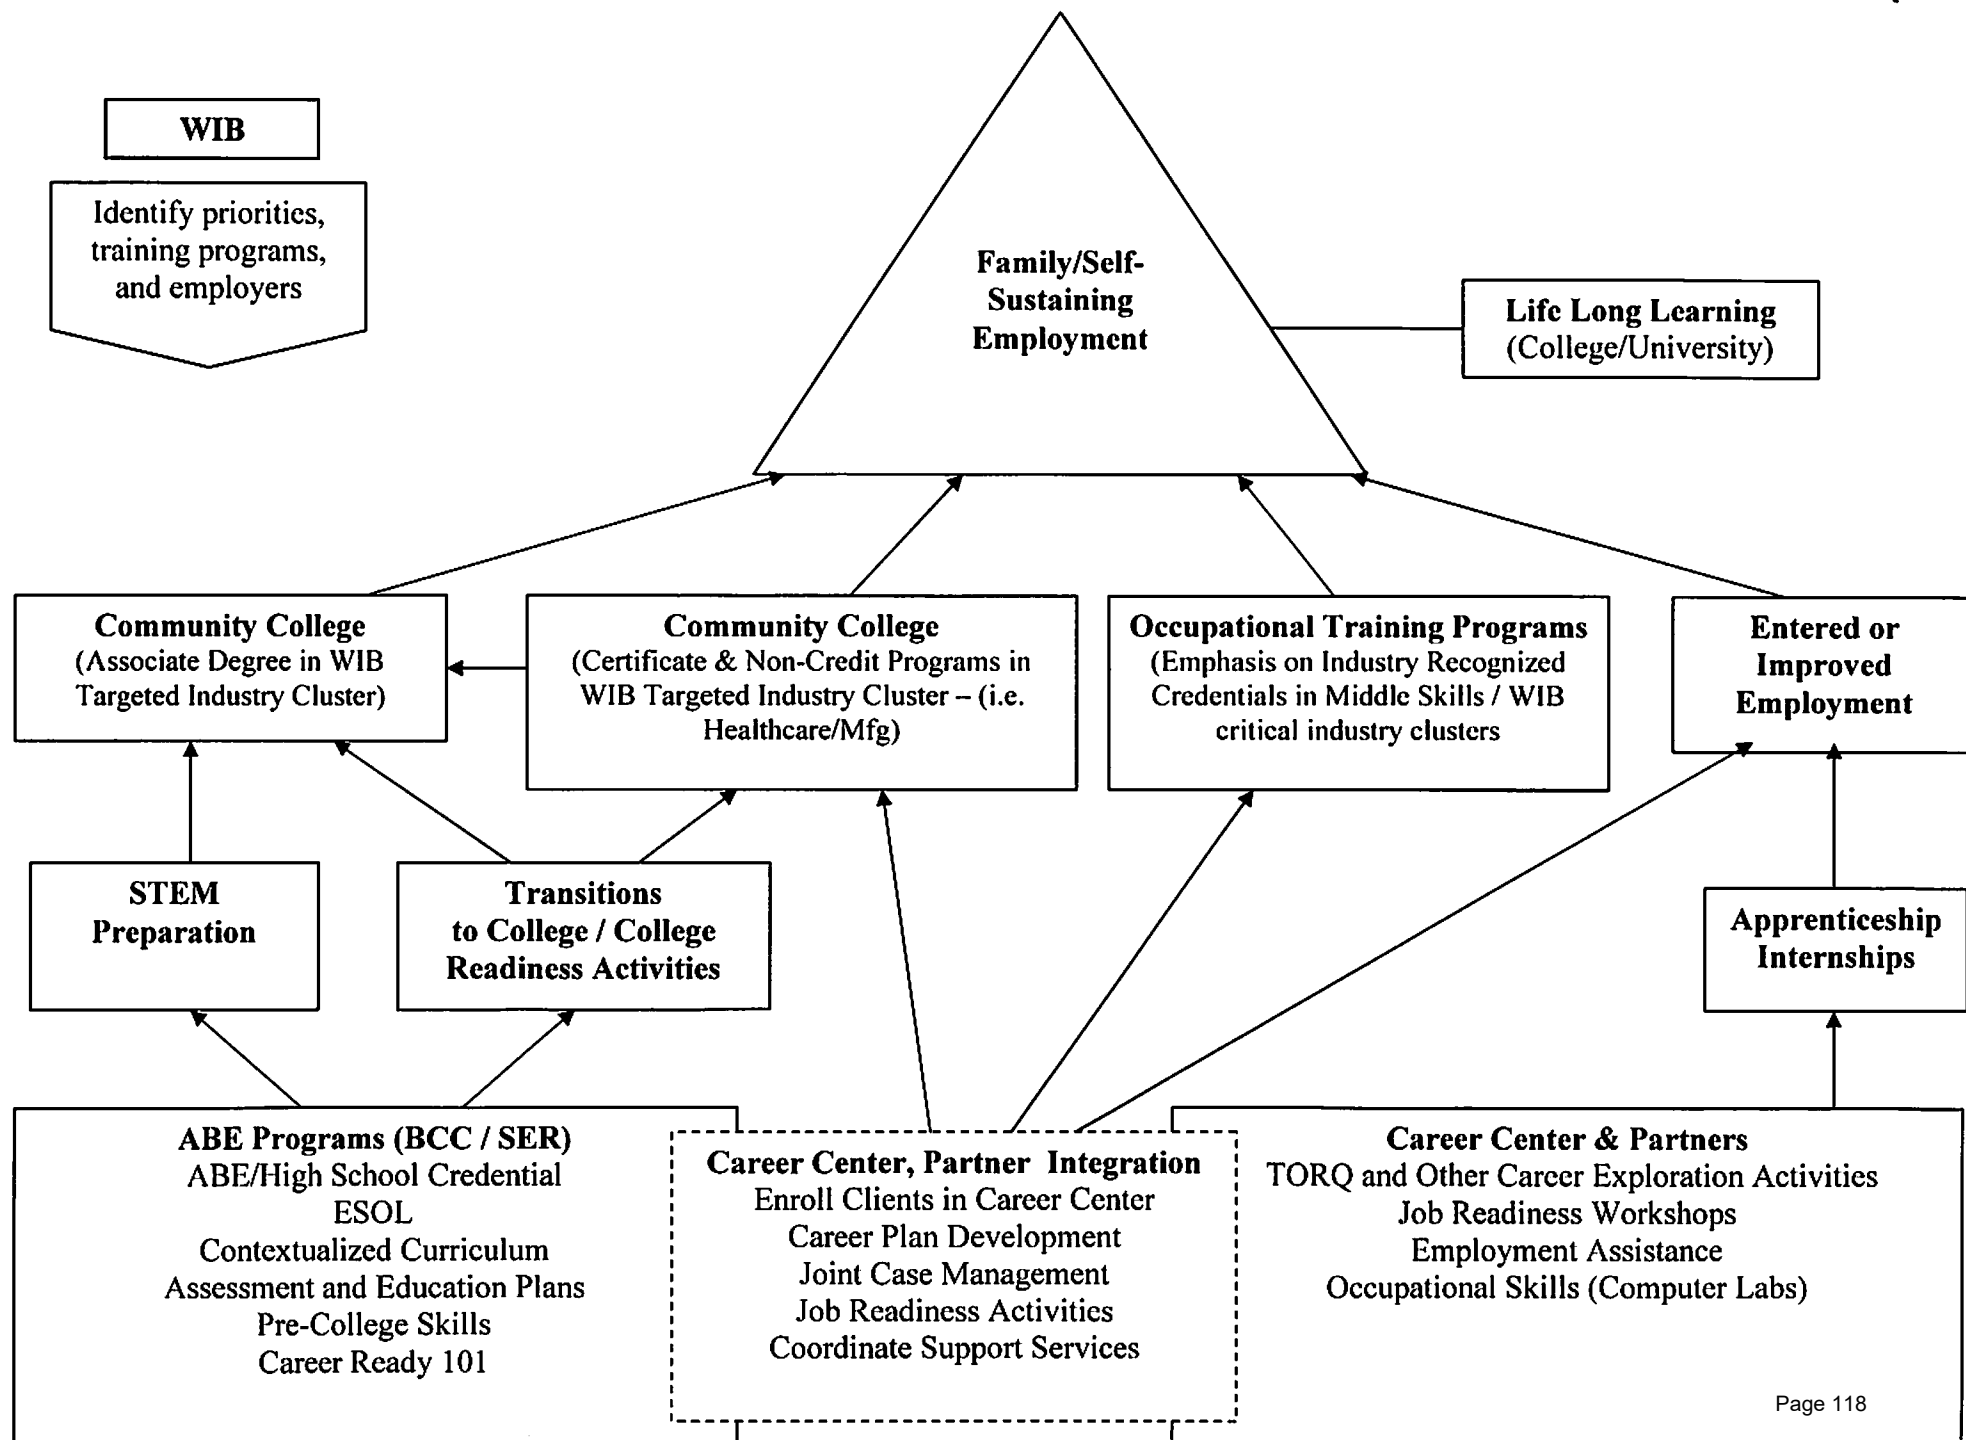 WIB
Identify priorities,
training programs,
and employers
Family/Self-
Sustaining
Employment
Life Long Learning
(College/University)
Community College
(Associate Degree in WIB
Targeted Industry Cluster)
Community College
(Certificate & Non-Credit Programs in
WIB Targeted Industry Cluster – (i.e.
Healthcare/Mfg)
Occupational Training Programs
(Emphasis on Industry Recognized
Credentials in Middle Skills / WIB
critical industry clusters
Entered or
Improved
Employment
STEM
Preparation
Transitions
to College / College
Readiness Activities
Apprenticeship
Internships
ABE Programs (BCC / SER)
ABE/High School Credential
ESOL
Contextualized Curriculum
Assessment and Education Plans
Pre-College Skills
Career Ready 101
Career Center, Partner Integration
Enroll Clients in Career Center
Career Plan Development
Joint Case Management
Job Readiness Activities
Coordinate Support Services
Career Center & Partners
TORQ and Other Career Exploration Activities
Job Readiness Workshops
Employment Assistance
Occupational Skills (Computer Labs)
Page 118